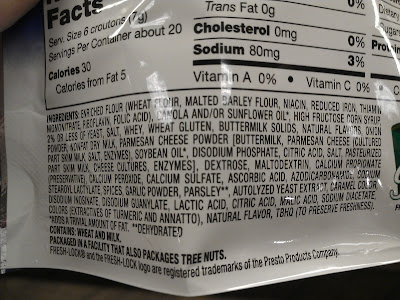 Facts
Serv. Size 6 croutons (7g)
Servings Per Container about 20
Calories 30
Calories from Fat 5
Trans Fat 0g
0%
Cholesterol 0mg 0%
Sodium 80mg 3%
Vitamin A 0% • Vitamin C 0%
Dietary
Sugar
Protein
INGREDIENTS: ENRICHED FLOUR (WHEAT FLOUR, MALTED BARLEY FLOUR, NIACIN, REDUCED IRON, THIAMIN
MONONITRATE, RIBOFLAVIN, FOLIC ACID), CANOLA AND/OR SUNFLOWER OIL*, HIGH FRUCTOSE CORN SYRUP,
2% OR LESS OF YEAST, SALT, WHEY, WHEAT GLUTEN, BUTTERMILK SOLIDS, NATURAL FLAVORS, ONION
POWDER, NONFAT DRY MILK, PARMESAN CHEESE POWDER [BUTTERMILK, PARMESAN CHEESE (CULTURED
PART SKIM MILK, SALT, ENZYMES), SOYBEAN OIL*, DISODIUM PHOSPHATE, CITRIC ACID, SALT, PASTEURIZED
PART SKIM MILK, CHEESE CULTURES, ENZYMES], DEXTROSE, MALTODEXTRIN, CALCIUM PROPIONATE
(PRESERVATIVE), CALCIUM PEROXIDE, CALCIUM SULFATE, ASCORBIC ACID, AZODICARBONAMIDE, SODIUM
STEAROYL LACTYLATE, SPICES, GARLIC POWDER, PARSLEY**, AUTOLYZED YEAST EXTRACT, CARAMEL COLOR,
DISODIUM INOSINATE, DISODIUM GUANYLATE, LACTIC ACID, CITRIC ACID, MALIC ACID, SODIUM DIACETATE,
COLORS (EXTRACTIVES OF TURMERIC AND ANNATTO), NATURAL FLAVOR, TBHQ (TO PRESERVE FRESHNESS).
*ADDS A TRIVIAL AMOUNT OF FAT. **DEHYDRATED
CONTAINS: WHEAT AND MILK.
PACKAGED IN A FACILITY THAT ALSO PACKAGES TREE NUTS.
FRESH-LOCK® and the FRESH-LOCK logo are registered trademarks of the Presto Products Company.